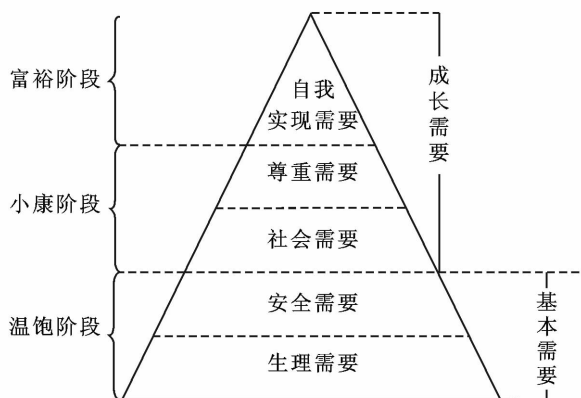 富裕阶段
自我
实现需要
成长需要
尊重需要
小康阶段
社会需要
安全需要
基本需要
温饱阶段
生理需要